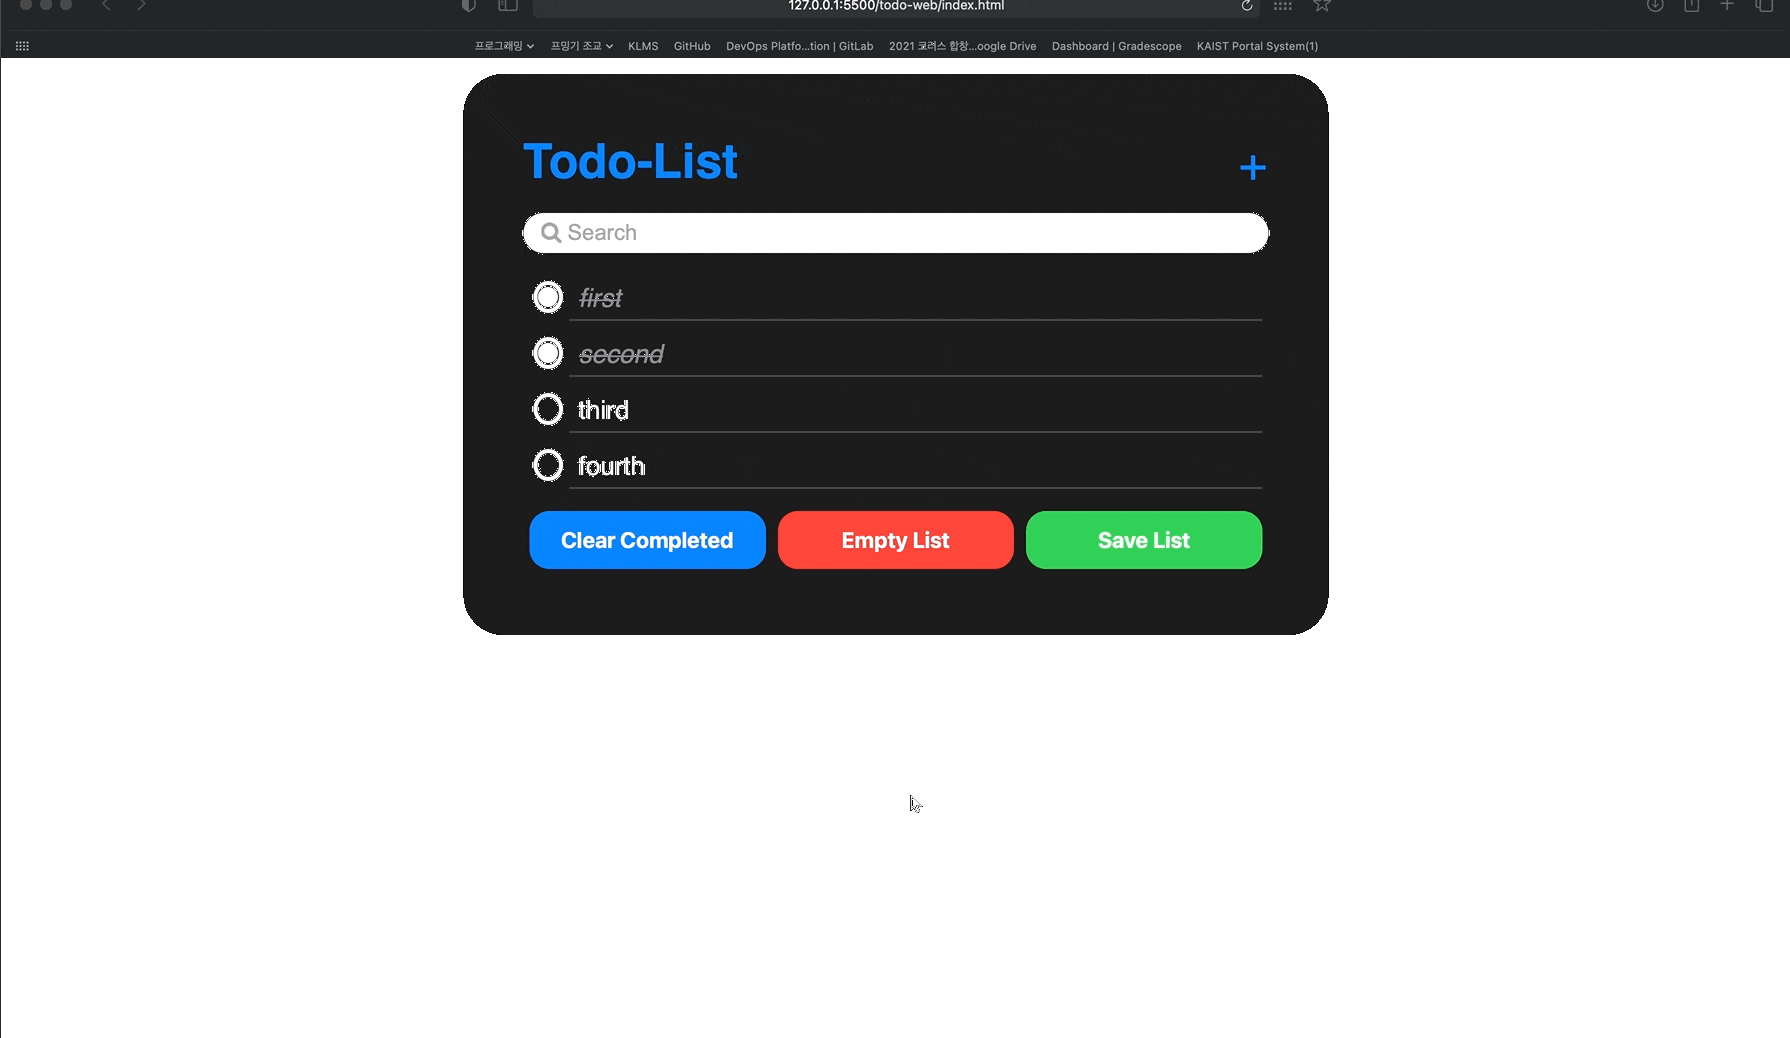 127.0.0.1:5500/todo-web/index.html
프로그래밍 프밍기 조교 KLMS GitHub DevOps Platfo...tion | GitLab 2021 코러스 합창...oogle Drive Dashboard | Gradescope KAIST Portal System(1)
Todo-List
Search
first
second
third
fourth
Clear Completed Empty List Save List